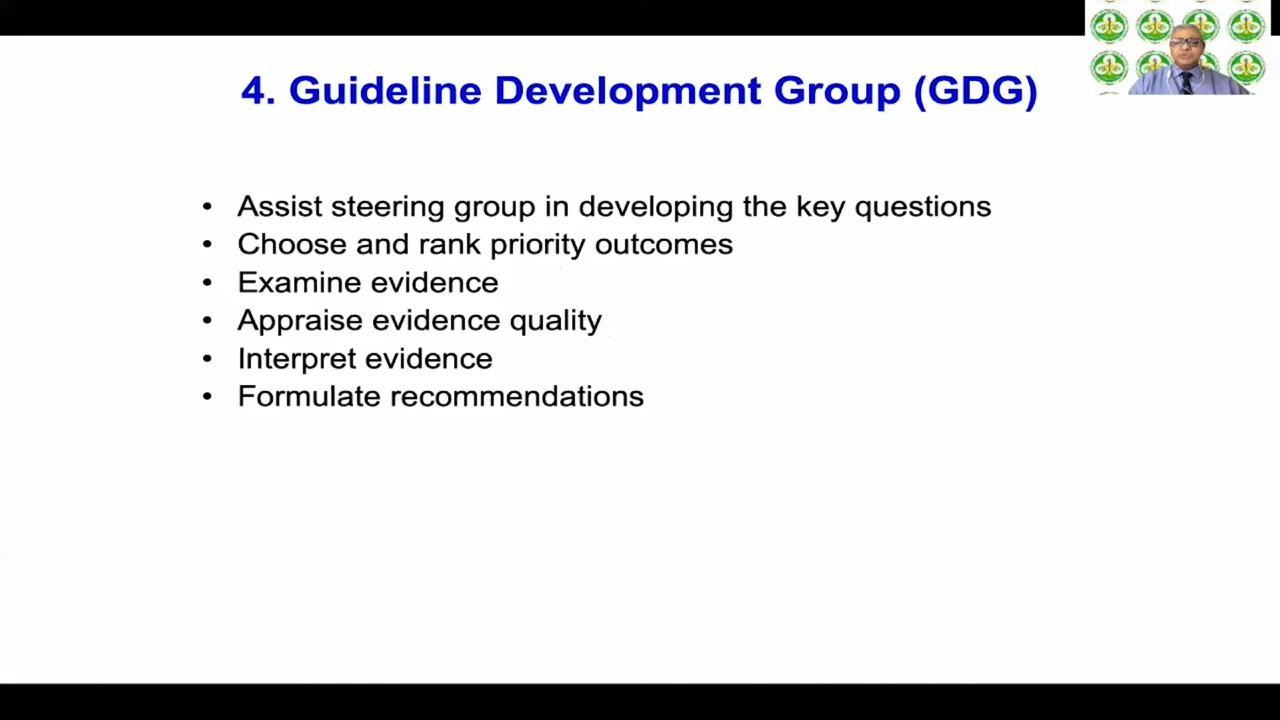 4. Guideline Development Group (GDG)
• Assist steering group in developing the key questions
• Choose and rank priority outcomes
• Examine evidence
• Appraise evidence quality
• Interpret evidence
• Formulate recommendations